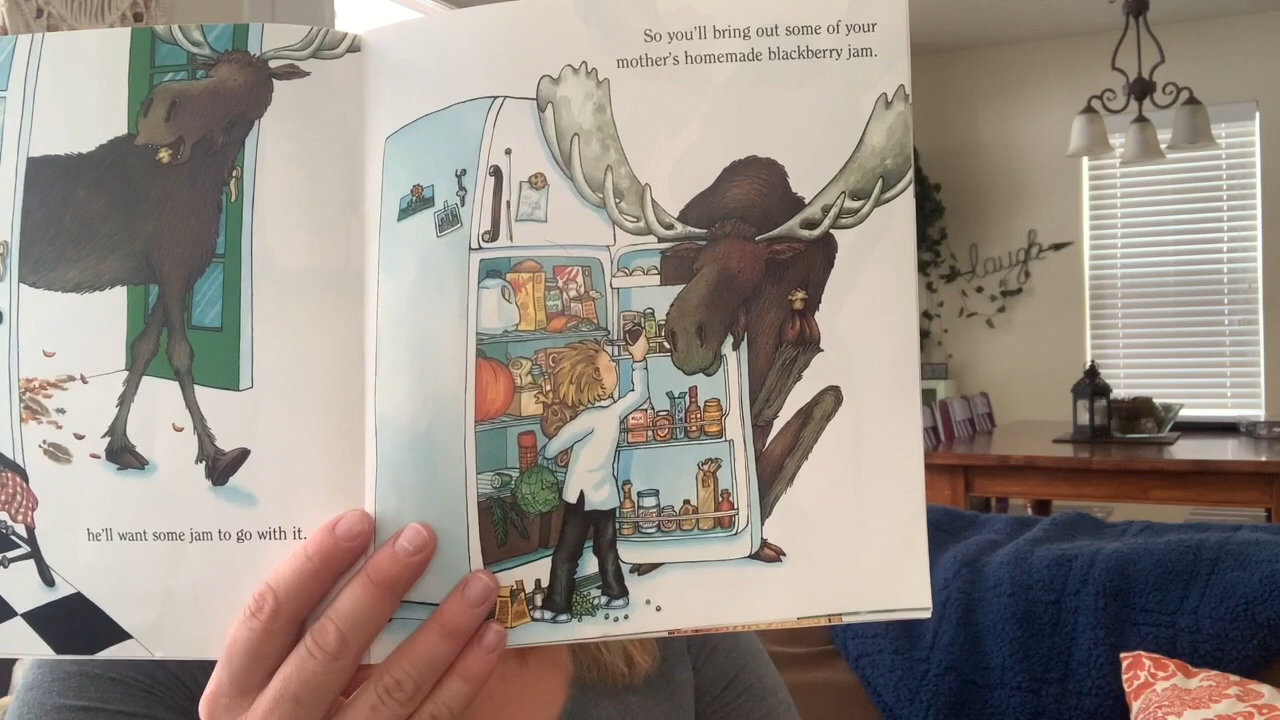 he'll want some jam to go with it.
So you'll bring out some of your
mother's homemade blackberry jam.
laugh